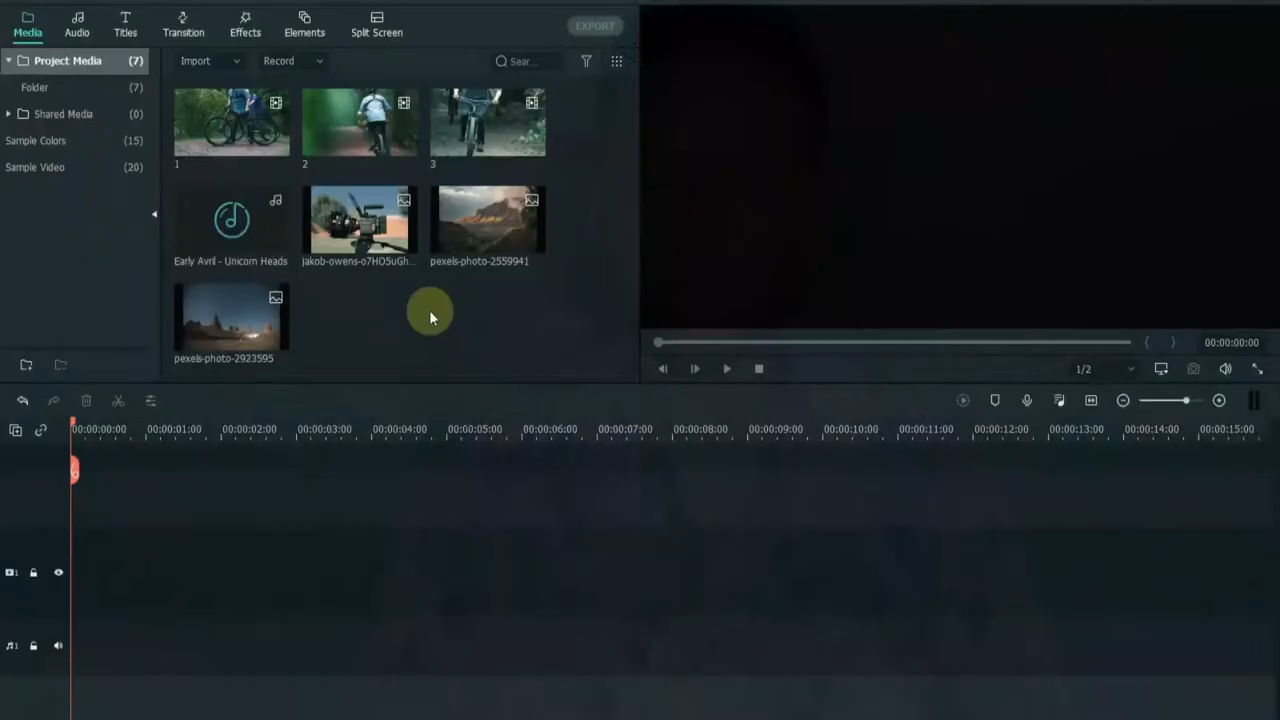 Media Audio Titles Transition Effects Elements Split Screen EXPORT
Project Media (7)
Import Record Sear...
Folder (7)
Shared Media (0)
Sample Colors (15)
Sample Video (20)
1 2 3
Early Avril - Unicorn Heads jakob-owens-o7HO5uGh... pexels-photo-2559941
pexels-photo-2923595
{ } 00:00:00:00
1/2
00:00:00:00 00:00:01:00 00:00:02:00 00:00:03:00 00:00:04:00 00:00:05:00 00:00:06:00 00:00:07:00 00:00:08:00 00:00:09:00 00:00:10:00 00:00:11:00 00:00:12:00 00:00:13:00 00:00:14:00 00:00:15:00
1
1